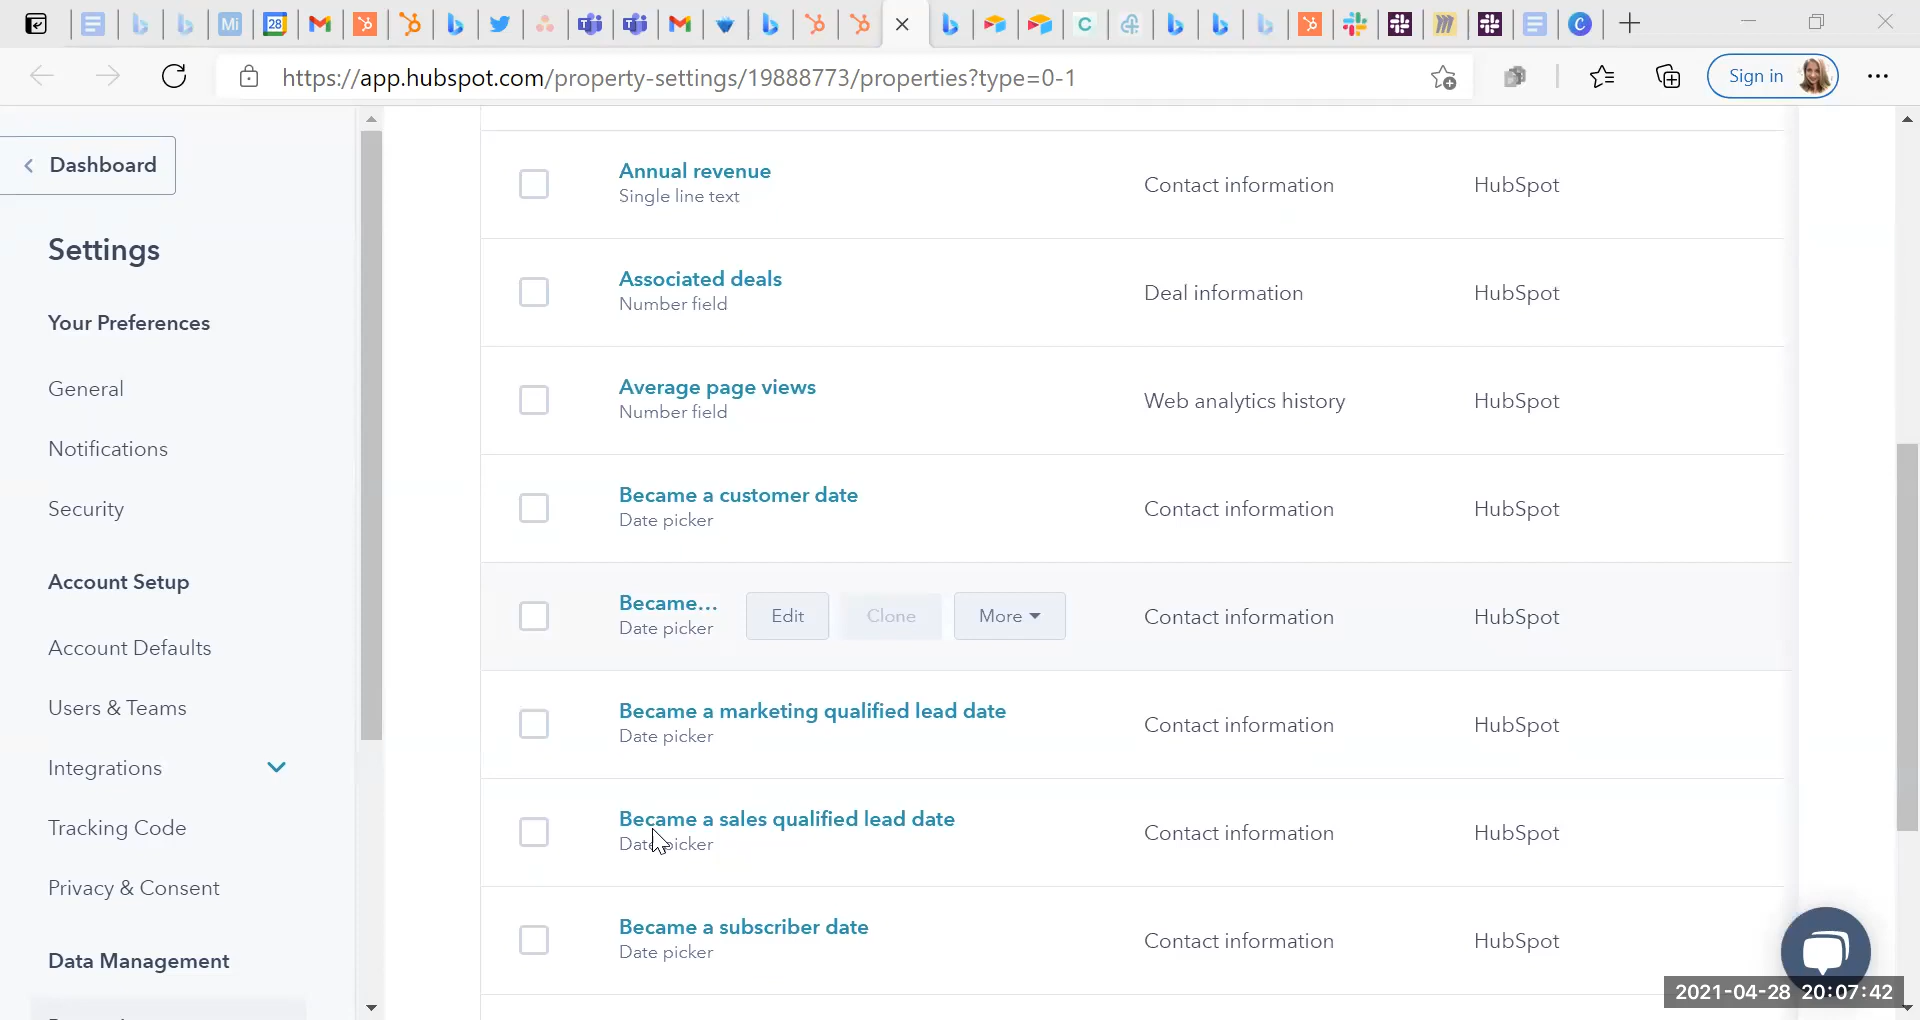 28
Mi
C
C
https://app.hubspot.com/property-settings/19888773/properties?type=0-1
Sign in
Dashboard
Settings
Your Preferences
General
Notifications
Security
Account Setup
Account Defaults
Users & Teams
Integrations
Tracking Code
Privacy & Consent
Data Management
Annual revenue
Single line text
Contact information
HubSpot
Associated deals
Number field
Deal information
HubSpot
Average page views
Number field
Web analytics history
HubSpot
Became a customer date
Date picker
Contact information
HubSpot
Became...
Date picker
Edit
Clone
More
Contact information
HubSpot
Became a marketing qualified lead date
Date picker
Contact information
HubSpot
Became a sales qualified lead date
Date picker
Contact information
HubSpot
Became a subscriber date
Date picker
Contact information
HubSpot
2021-04-28 20:07:42